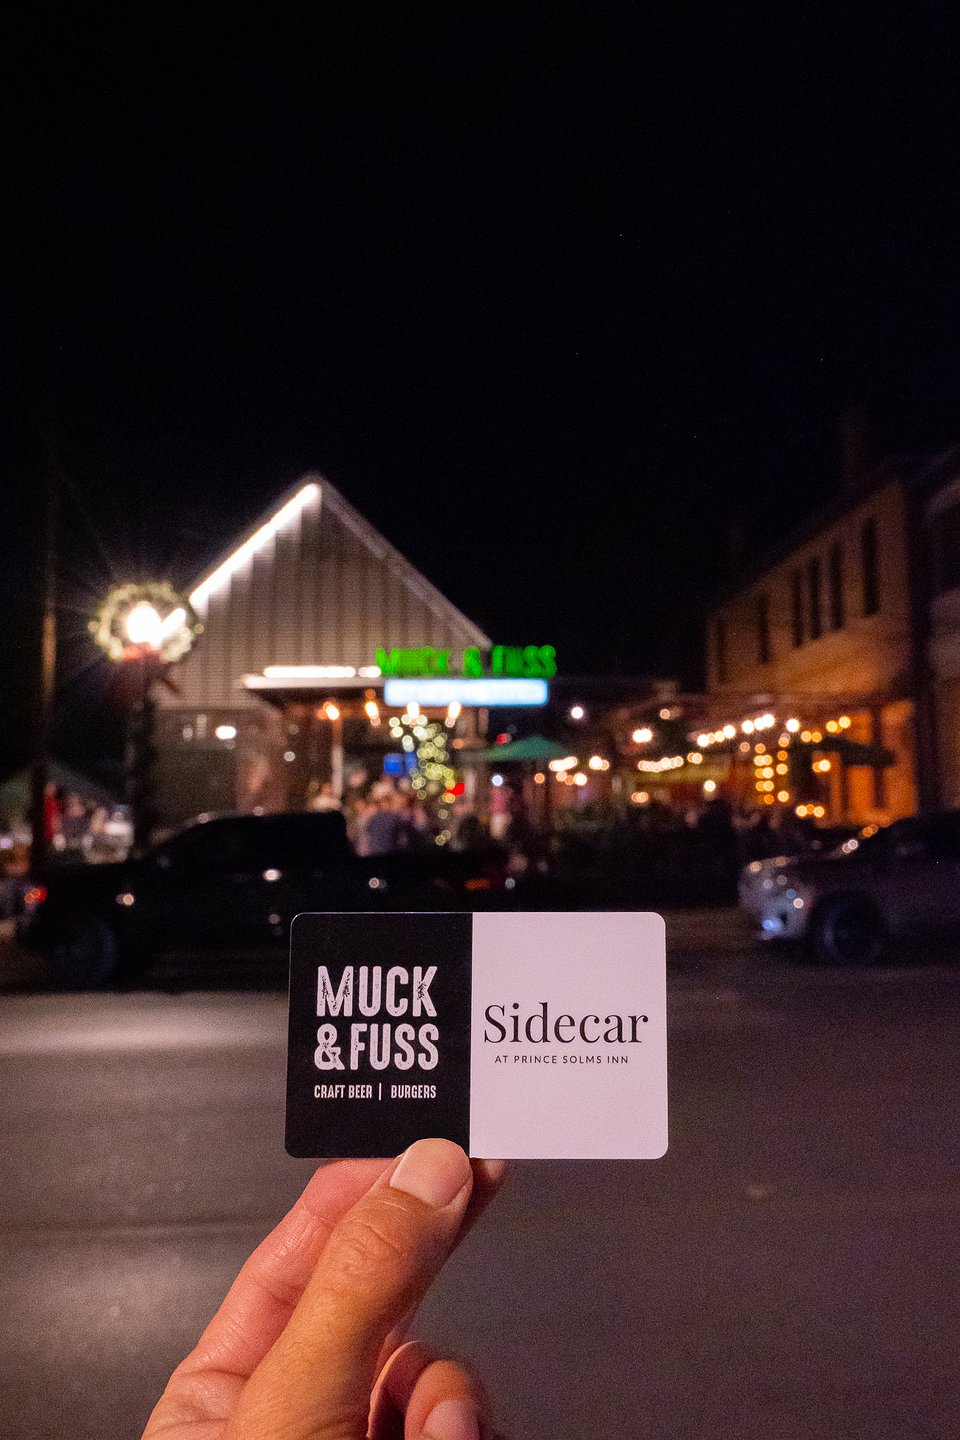 MUCK & FUSS
MUCK
& FUSS
CRAFT BEER | BURGERS
Sidecar
AT PRINCE SOLMS INN